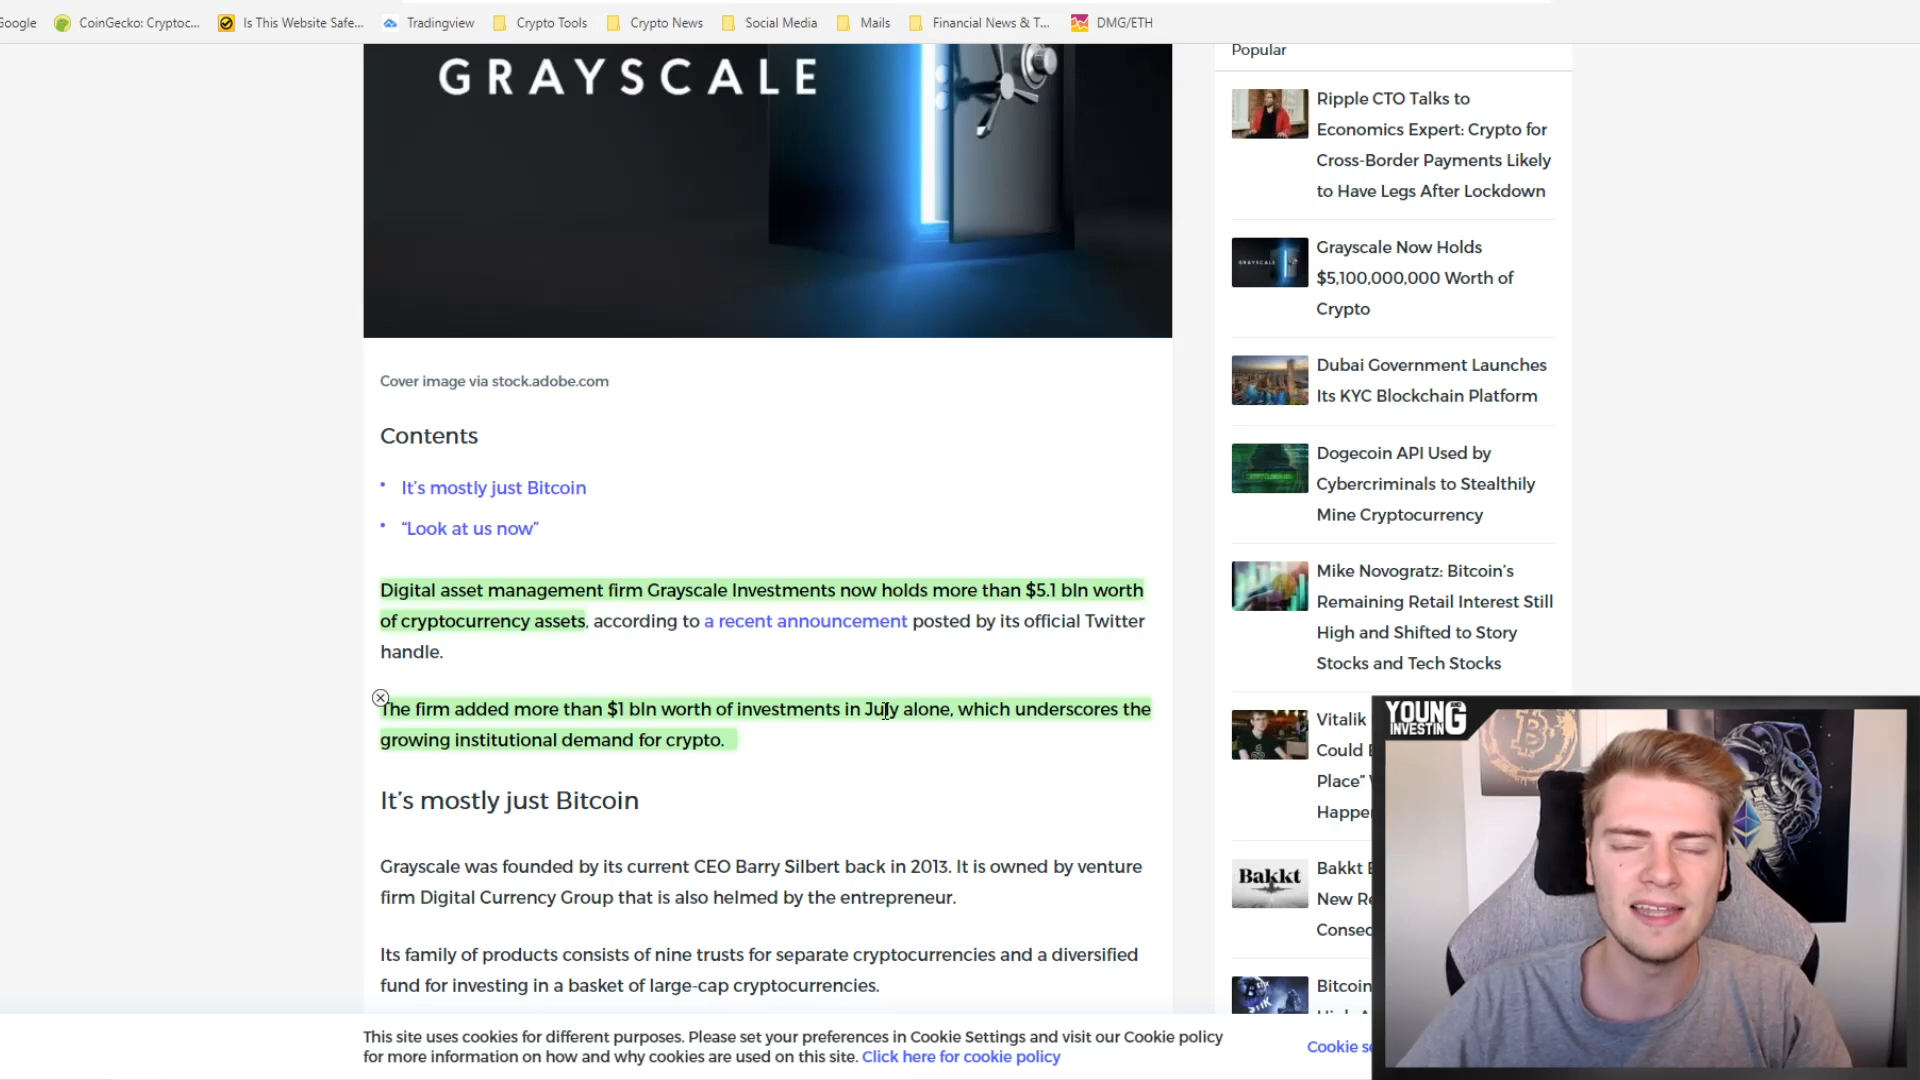 Google
CoinGecko: Cryptoc...
Is This Website Safe...
Tradingview
Crypto Tools
Crypto News
Social Media
Mails
Financial News & T...
DMG/ETH
GRAYSCALE
Cover image via stock.adobe.com
Contents
• It's mostly just Bitcoin
• “Look at us now”
Digital asset management firm Grayscale Investments now holds more than $5.1 bln worth
of cryptocurrency assets, according to a recent announcement posted by its official Twitter
handle.
The firm added more than $1 bln worth of investments in July alone, which underscores the
growing institutional demand for crypto.
It's mostly just Bitcoin
Grayscale was founded by its current CEO Barry Silbert back in 2013. It is owned by venture
firm Digital Currency Group that is also helmed by the entrepreneur.
Its family of products consists of nine trusts for separate cryptocurrencies and a diversified
fund for investing in a basket of large-cap cryptocurrencies.
Popular
Ripple CTO Talks to
Economics Expert: Crypto for
Cross-Border Payments Likely
to Have Legs After Lockdown
GRAYSCALE
Grayscale Now Holds
$5,100,000,000 Worth of
Crypto
Dubai Government Launches
Its KYC Blockchain Platform
Dogecoin API Used by
Cybercriminals to Stealthily
Mine Cryptocurrency
Mike Novogratz: Bitcoin's
Remaining Retail Interest Still
High and Shifted to Story
Stocks and Tech Stocks
Vitalik
Could
Place”
Happe
Bakkt
Bakkt
New Re
Consec
Bitcoin
YOUNG
AND
INVESTING
This site uses cookies for different purposes. Please set your preferences in Cookie Settings and visit our Cookie policy
for more information on how and why cookies are used on this site. Click here for cookie policy
Cookie se